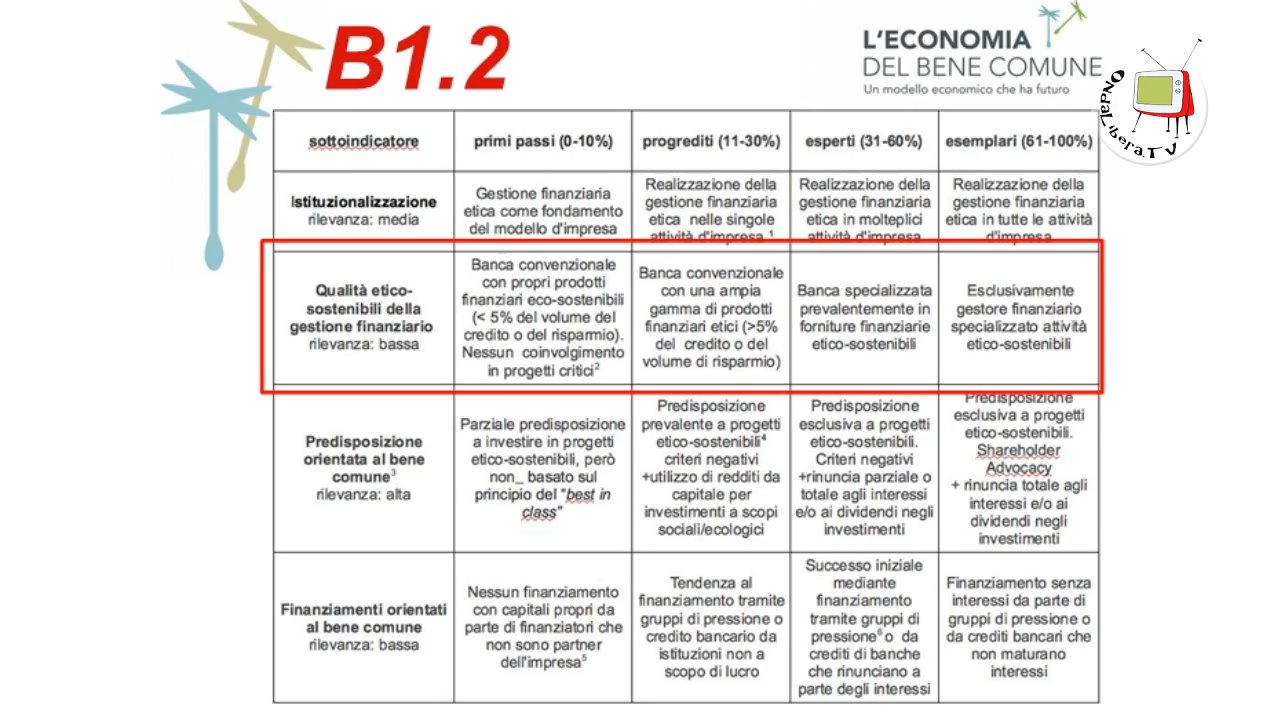 B1.2
L'ECONOMIA
DEL BENE COMUNE
Un modello economico che ha futuro
OndaLiberaTV
sottoindicatore
primi passi (0-10%)
progrediti (11-30%)
esperti (31-60%)
esemplari (61-100%)
Istituzionalizzazione
rilevanza: media
Gestione finanziaria
etica come fondamento
del modello d'impresa
Realizzazione della
gestione finanziaria
etica nelle singole
attività d'impresa.1
Realizzazione della
gestione finanziaria
etica in molteplici
attività d'impresa
Realizzazione della
gestione finanziaria
etica in tutte le attività
d'impresa
Qualità etico-
sostenibili della
gestione finanziario
rilevanza: bassa
Banca convenzionale
con propri prodotti
finanziari eco-sostenibili
(< 5% del volume del
credito o del risparmio).
Nessun coinvolgimento
in progetti critici2
Banca convenzionale
con una ampia
gamma di prodotti
finanziari etici (>5%
del credito o del
volume di risparmio)
Banca specializzata
prevalentemente in
forniture finanziarie
etico-sostenibili
Esclusivamente
gestore finanziario
specializzato attività
etico-sostenibili
Predisposizione
orientata al bene
comune3
rilevanza: alta
Parziale predisposizione
a investire in progetti
etico-sostenibili, però
non_ basato sul
principio del "best in
class"
Predisposizione
prevalente a progetti
etico-sostenibili4
criteri negativi
+utilizzo di redditi da
capitale per
investimenti a scopi
sociali/ecologici
Predisposizione
esclusiva a progetti
etico-sostenibili.
Criteri negativi
+rinuncia parziale o
totale agli interessi
e/o ai dividendi negli
investimenti
Predisposizione
esclusiva a progetti
etico-sostenibili.
Shareholder
Advocacy
+ rinuncia totale agli
interessi e/o ai
dividendi negli
investimenti
Finanziamenti orientati
al bene comune
rilevanza: bassa
Nessun finanziamento
con capitali propri da
parte di finanziatori che
non sono partner
dell'impresa5
Tendenza al
finanziamento tramite
gruppi di pressione o
credito bancario da
istituzioni non a
scopo di lucro
Successo iniziale
mediante
finanziamento
tramite gruppi di
pressione6 o da
crediti di banche
che rinunciano a
parte degli interessi
Finanziamento senza
interessi da parte di
gruppi di pressione o
da crediti bancari che
non maturano
interessi